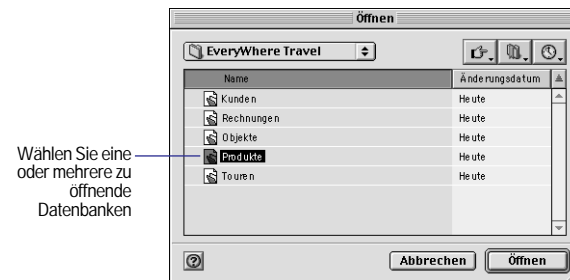 Öffnen
EveryWhere Travel
Name Änderungsdatum
Kunden Heute
Rechnungen Heute
Objekte Heute
Produkte Heute
Touren Heute
Wählen Sie eine
oder mehrere zu
öffnende
Datenbanken
? Abbrechen Öffnen